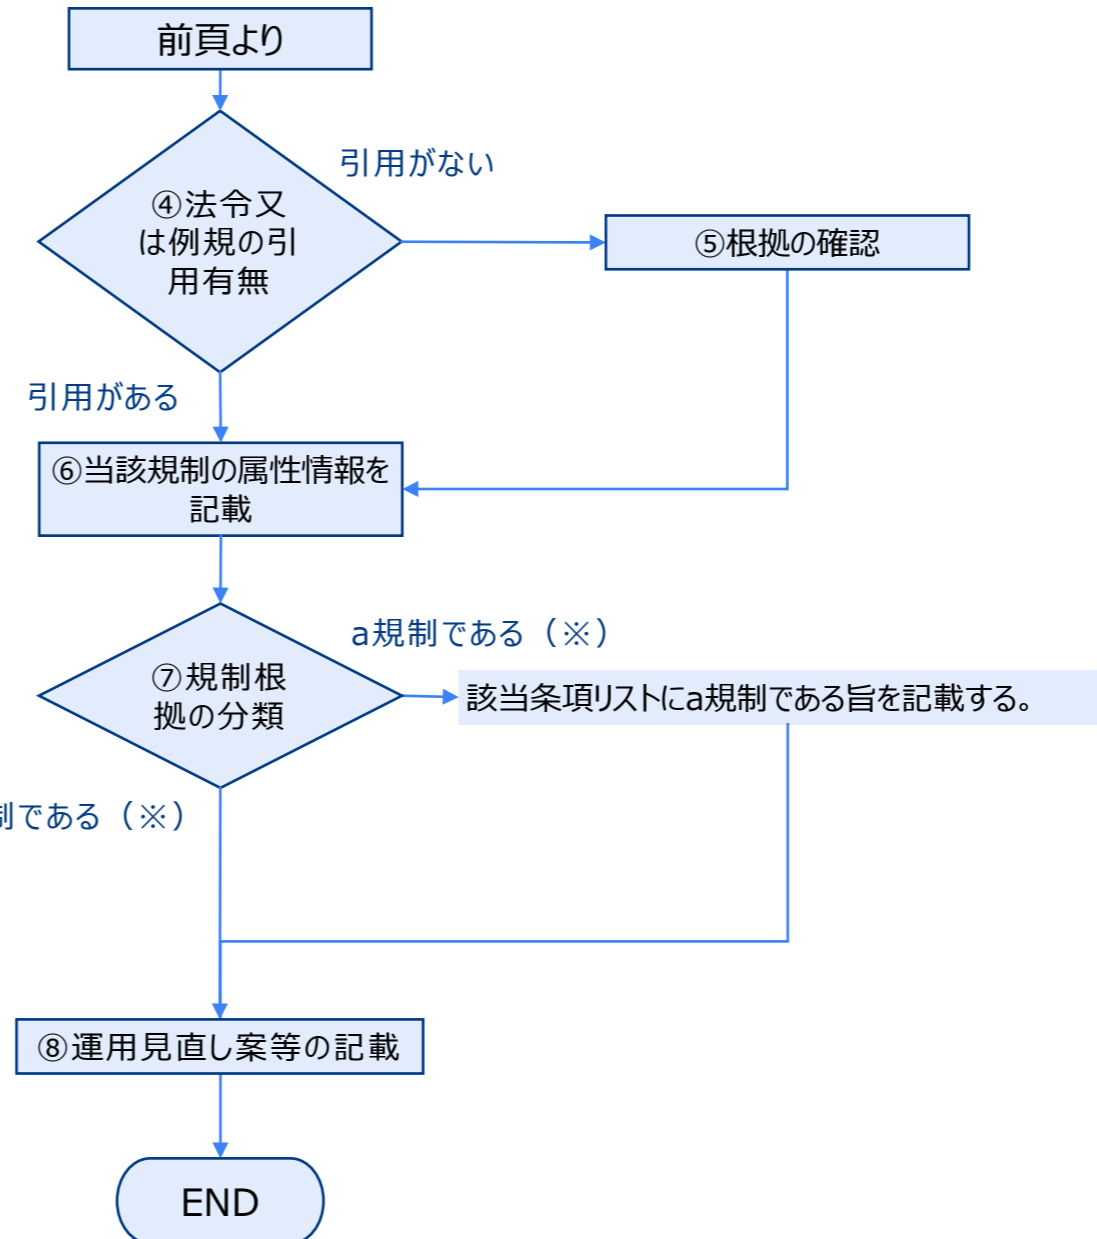 前頁より
引用がない
④法令又
は例規の引
用有無
⑤根拠の確認
引用がある
⑥当該規制の属性情報を
記載
a規制である（※）
⑦規制根
拠の分類
該当条項リストにa規制である旨を記載する。
制である（※）
⑧運用見直し案等の記載
END